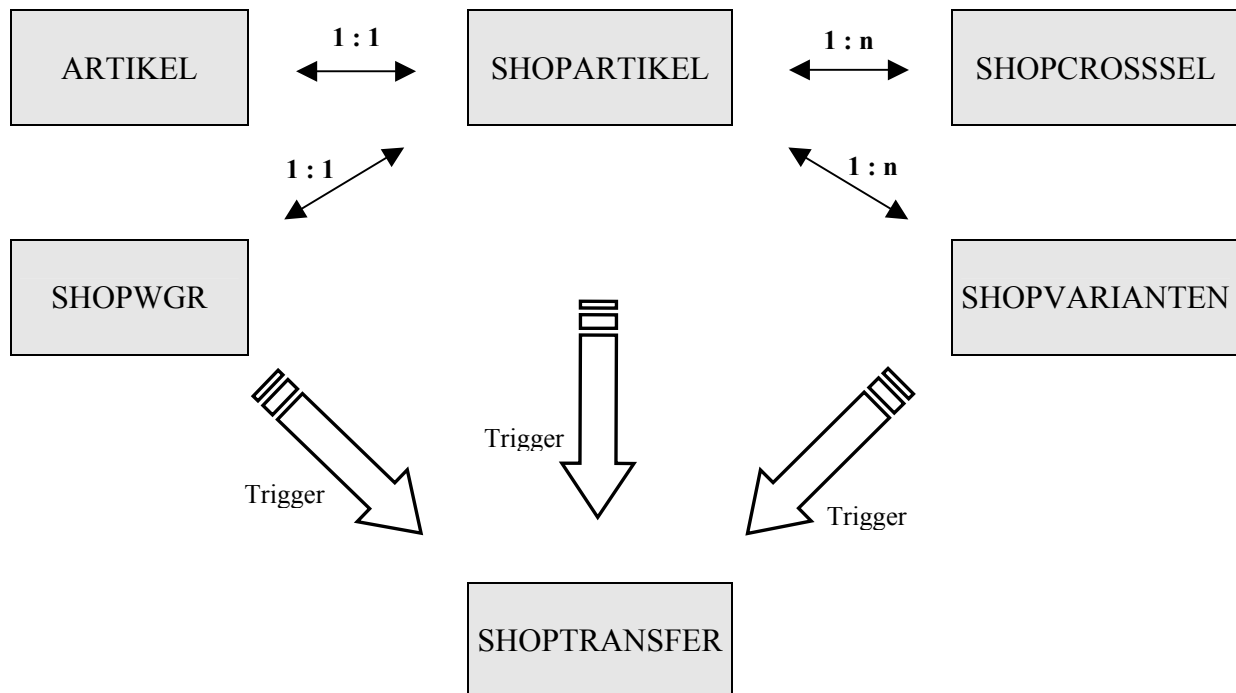 1 : 1
1 : n
ARTIKEL
SHOPARTIKEL
SHOPCROSSSEL
1 : 1
1 : n
SHOPWGR
SHOPVARIANTEN
Trigger
Trigger
Trigger
SHOPTRANSFER